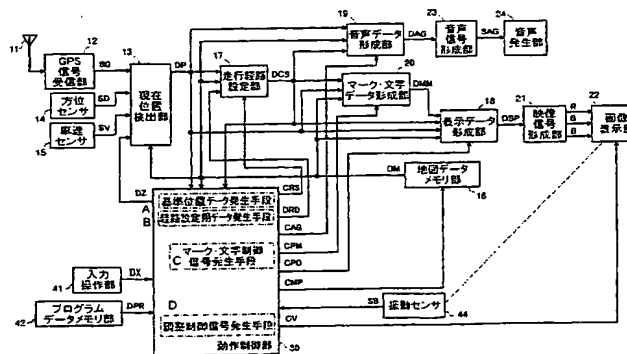 11
12
GPS
信号
受信部
SG
13
現在
位置
検出部
DP
14
方位
センサ
SD
15
車速
センサ
SV
17
走行経路
設定部
DCS
19
音声データ
形成部
DAG
23
音声
信号
形成部
SAG
24
音声
発生部
20
マーク・文字
データ形成部
DMM
18
表示データ
形成部
DSP
21
映像
信号
形成部
R
G
B
22
画像
表示部
DM
地図データ
メモリ部
16
DZ
A
基準位置データ発生手段
B
経路設定用データ発生手段
C
マーク・文字制御
信号発生手段
D
調整制御信号発生手段
動作制御部
30
CRS
DRD
CAG
CPM
CPD
CMP
SB
CV
振動センサ
44
入力
操作部
41
DX
プログラム
データメモリ部
42
DPR